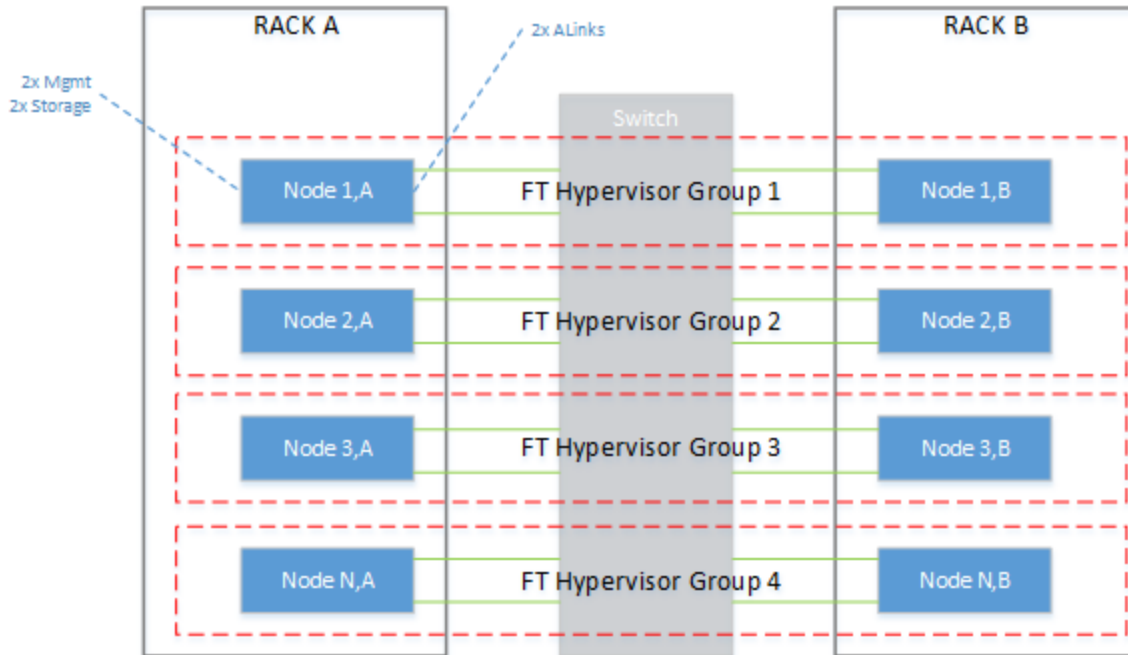 RACK A
2x ALinks
RACK B
2x Mgmt
2x Storage
Switch
Node 1,A
FT Hypervisor Group 1
Node 1,B
Node 2,A
FT Hypervisor Group 2
Node 2,B
Node 3,A
FT Hypervisor Group 3
Node 3,B
Node N,A
FT Hypervisor Group 4
Node N,B